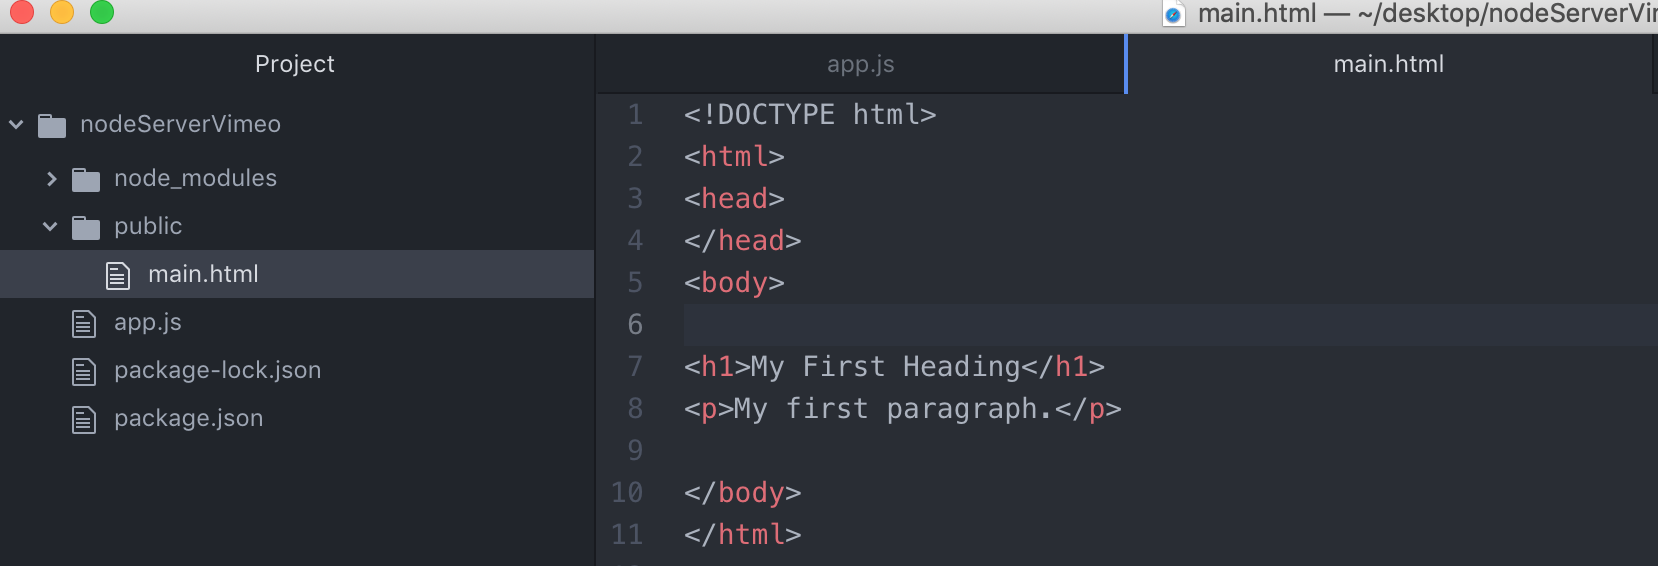 main.html — ~/desktop/nodeServerVi
Project
nodeServerVimeo
node_modules
public
main.html
app.js
package-lock.json
package.json
app.js
main.html
1 <!DOCTYPE html>
2 <html>
3 <head>
4 </head>
5 <body>
6
7 <h1>My First Heading</h1>
8 <p>My first paragraph.</p>
9
10 </body>
11 </html>